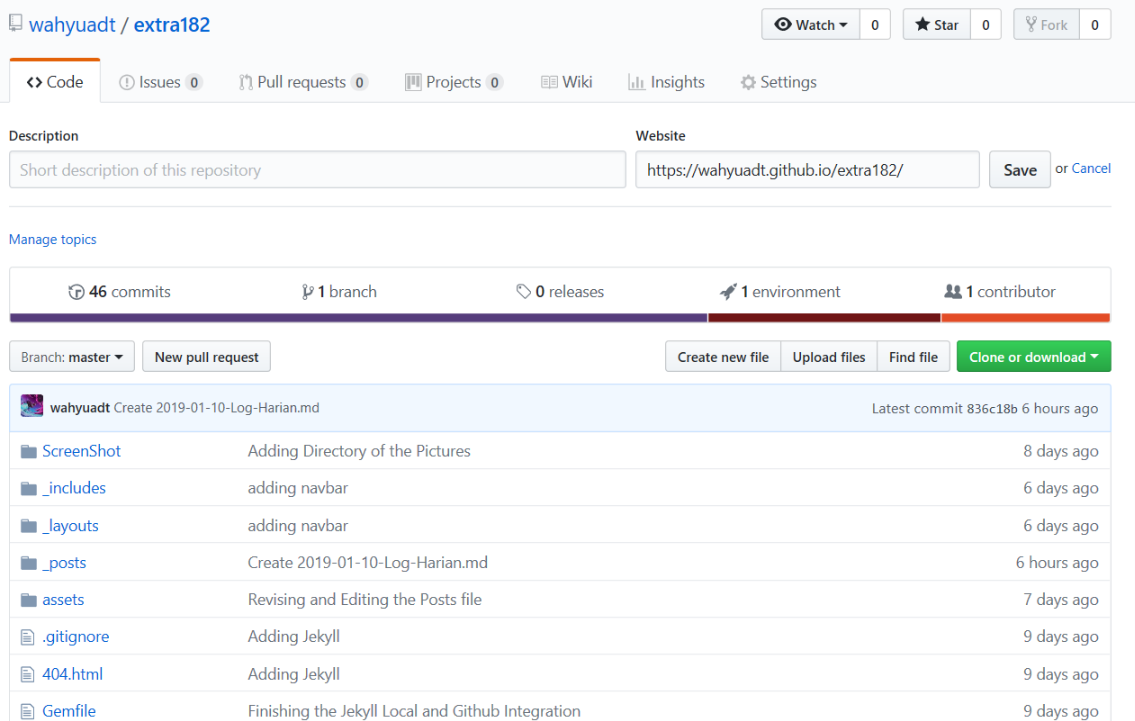 wahyuadt / extra182
Watch 0 Star 0 Fork 0
Code Issues 0 Pull requests 0 Projects 0 Wiki Insights Settings
Description Website
Short description of this repository https://wahyuadt.github.io/extra182/ Save or Cancel
Manage topics
46 commits 1 branch 0 releases 1 environment 1 contributor
Branch: master New pull request Create new file Upload files Find file Clone or download
wahyuadt Create 2019-01-10-Log-Harian.md Latest commit 836c18b 6 hours ago
ScreenShot Adding Directory of the Pictures 8 days ago
_includes adding navbar 6 days ago
_layouts adding navbar 6 days ago
_posts Create 2019-01-10-Log-Harian.md 6 hours ago
assets Revising and Editing the Posts file 7 days ago
.gitignore Adding Jekyll 9 days ago
404.html Adding Jekyll 9 days ago
Gemfile Finishing the Jekyll Local and Github Integration 9 days ago